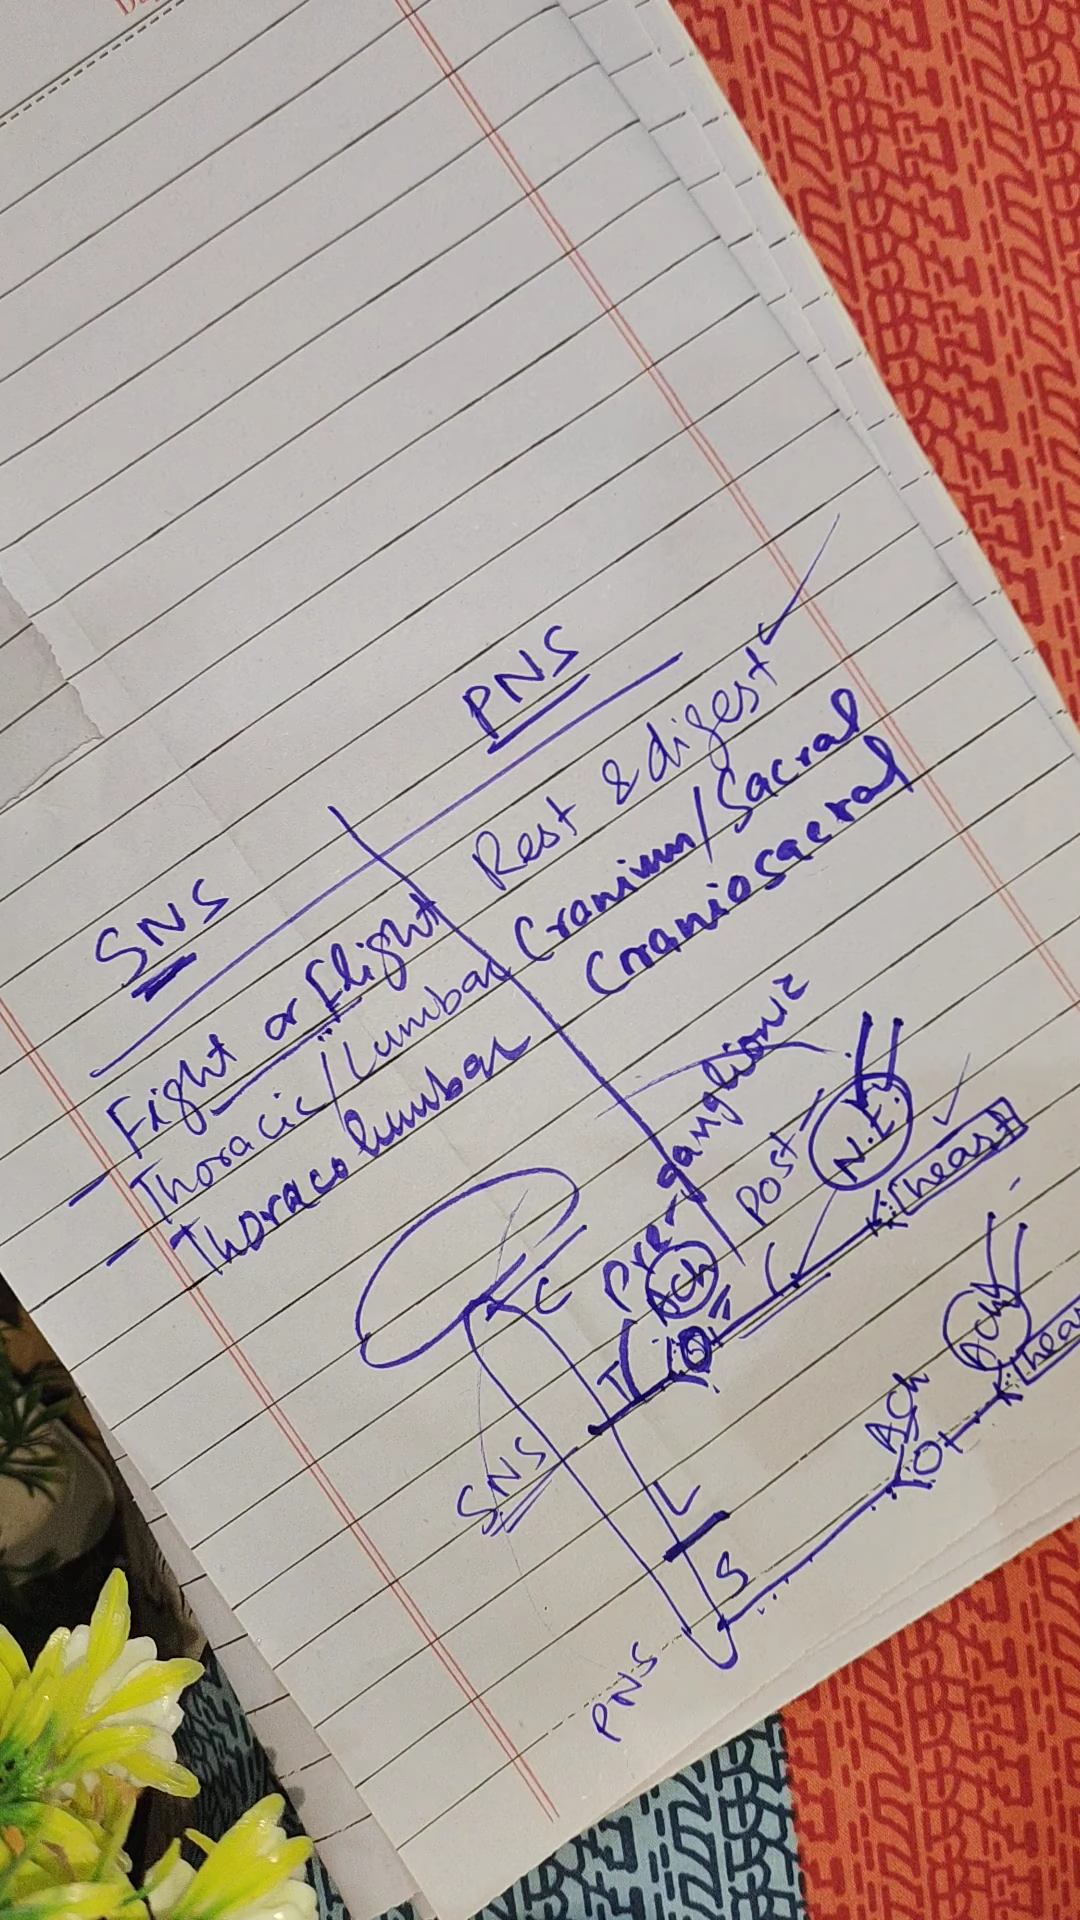 SNS
PNS
Fight or Flight
Rest & digest
Thoracic/Lumbar
Cranium/Sacral
Thoracolumbar
Craniosacral
Pre-ganglionic
Post-
N.E.
ACh
C
heart
T
SNS
L
ACh
ACh
hear
S
PNS